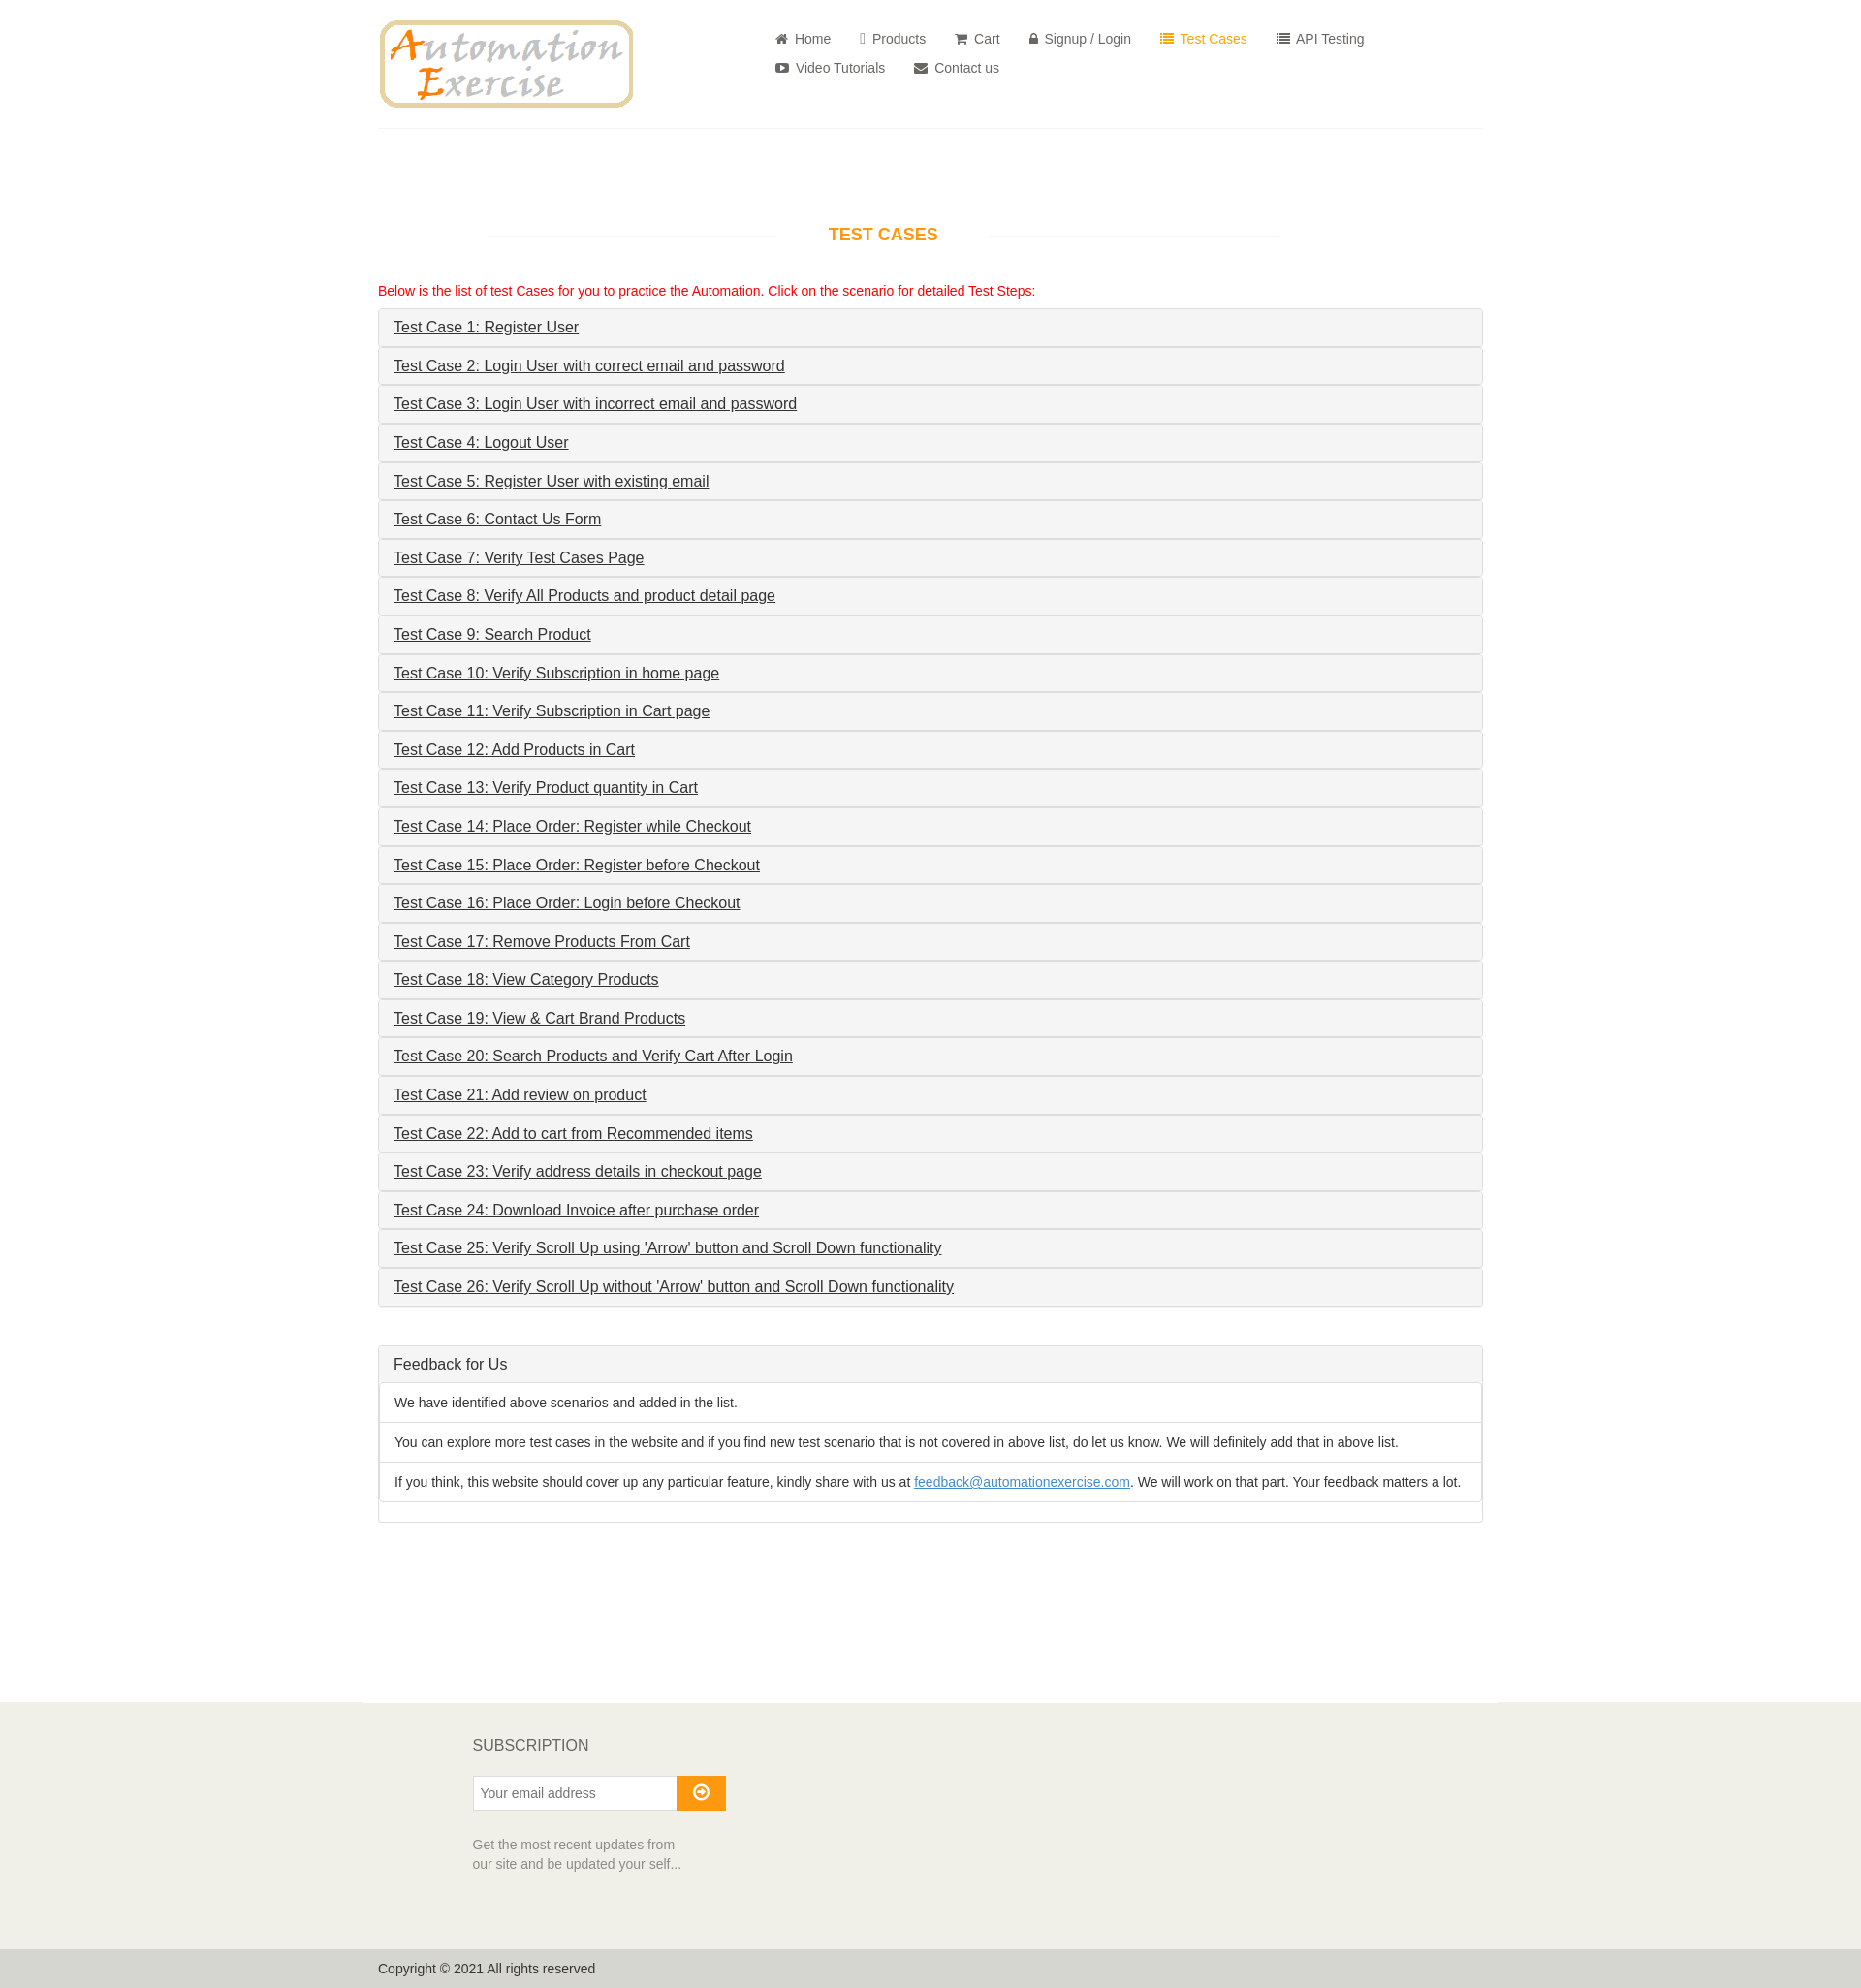 Automation
Exercise
Home Products Cart Signup / Login Test Cases API Testing
Video Tutorials Contact us
TEST CASES
Below is the list of test Cases for you to practice the Automation. Click on the scenario for detailed Test Steps:
Test Case 1: Register User
Test Case 2: Login User with correct email and password
Test Case 3: Login User with incorrect email and password
Test Case 4: Logout User
Test Case 5: Register User with existing email
Test Case 6: Contact Us Form
Test Case 7: Verify Test Cases Page
Test Case 8: Verify All Products and product detail page
Test Case 9: Search Product
Test Case 10: Verify Subscription in home page
Test Case 11: Verify Subscription in Cart page
Test Case 12: Add Products in Cart
Test Case 13: Verify Product quantity in Cart
Test Case 14: Place Order: Register while Checkout
Test Case 15: Place Order: Register before Checkout
Test Case 16: Place Order: Login before Checkout
Test Case 17: Remove Products From Cart
Test Case 18: View Category Products
Test Case 19: View & Cart Brand Products
Test Case 20: Search Products and Verify Cart After Login
Test Case 21: Add review on product
Test Case 22: Add to cart from Recommended items
Test Case 23: Verify address details in checkout page
Test Case 24: Download Invoice after purchase order
Test Case 25: Verify Scroll Up using 'Arrow' button and Scroll Down functionality
Test Case 26: Verify Scroll Up without 'Arrow' button and Scroll Down functionality
Feedback for Us
We have identified above scenarios and added in the list.
You can explore more test cases in the website and if you find new test scenario that is not covered in above list, do let us know. We will definitely add that in above list.
If you think, this website should cover up any particular feature, kindly share with us at feedback@automationexercise.com. We will work on that part. Your feedback matters a lot.
SUBSCRIPTION
Your email address
Get the most recent updates from
our site and be updated your self...
Copyright © 2021 All rights reserved